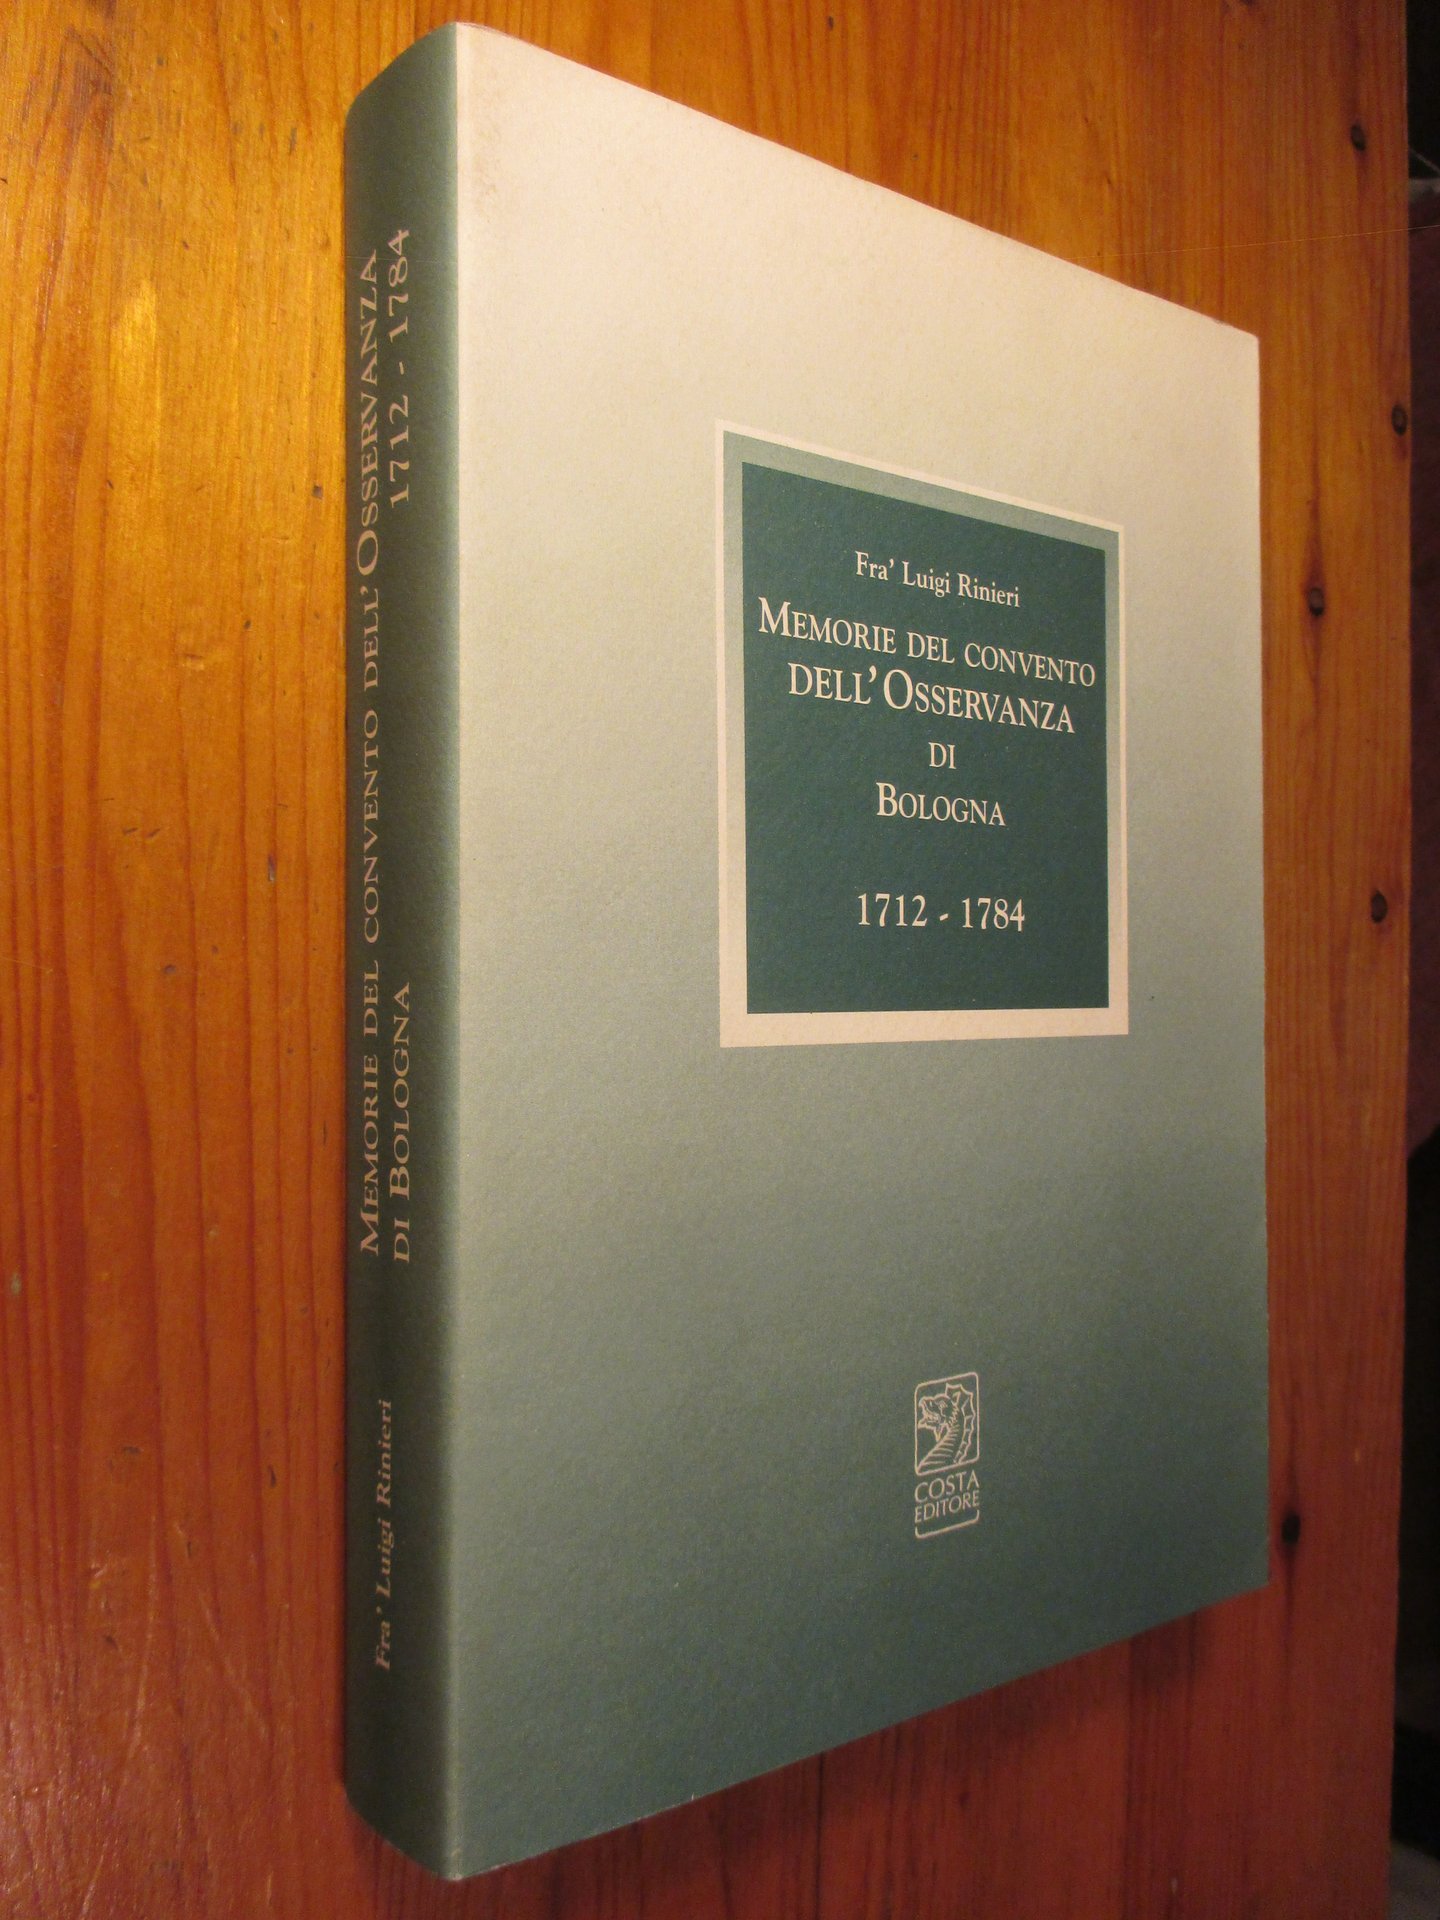 Memorie del convento dell'Osservanza
di Bologna 1712 - 1784
Fra' Luigi Rinieri
Fra' Luigi Rinieri
Memorie del convento
dell'Osservanza
di
Bologna
1712 - 1784
COSTA
EDITORE